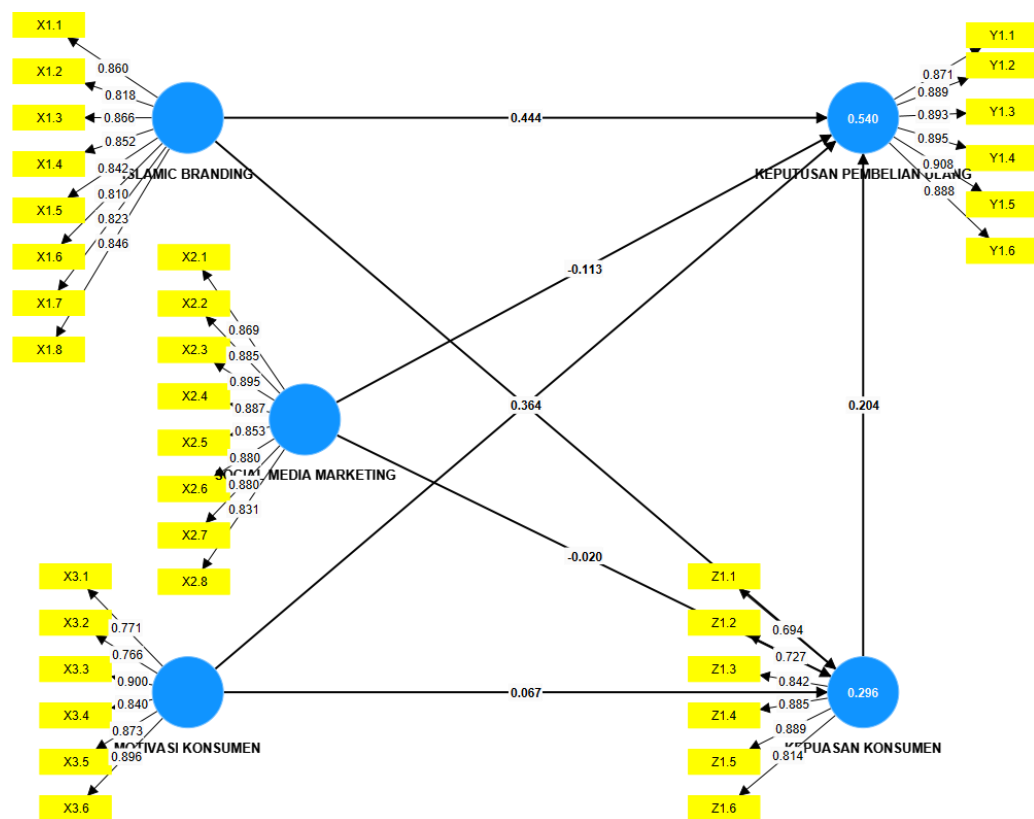 X1.1
X1.2
X1.3
X1.4
X1.5
X1.6
X1.7
X1.8
0.860
0.818
0.866
0.852
0.842
0.810
0.823
0.846
ISLAMIC BRANDING
0.444
0.540
KEPUTUSAN PEMBELIAN ULANG
0.871
0.889
0.893
0.895
0.908
0.888
Y1.1
Y1.2
Y1.3
Y1.4
Y1.5
Y1.6
X2.1
X2.2
X2.3
X2.4
X2.5
X2.6
X2.7
X2.8
0.869
0.885
0.895
0.887
0.853
0.880
0.880
0.831
SOCIAL MEDIA MARKETING
-0.113
0.364
0.204
-0.020
X3.1
X3.2
X3.3
X3.4
X3.5
X3.6
0.771
0.766
0.900
0.840
0.873
0.896
MOTIVASI KONSUMEN
0.067
Z1.1
Z1.2
Z1.3
Z1.4
Z1.5
Z1.6
0.694
0.727
0.842
0.885
0.889
0.814
0.296
KEPUASAN KONSUMEN